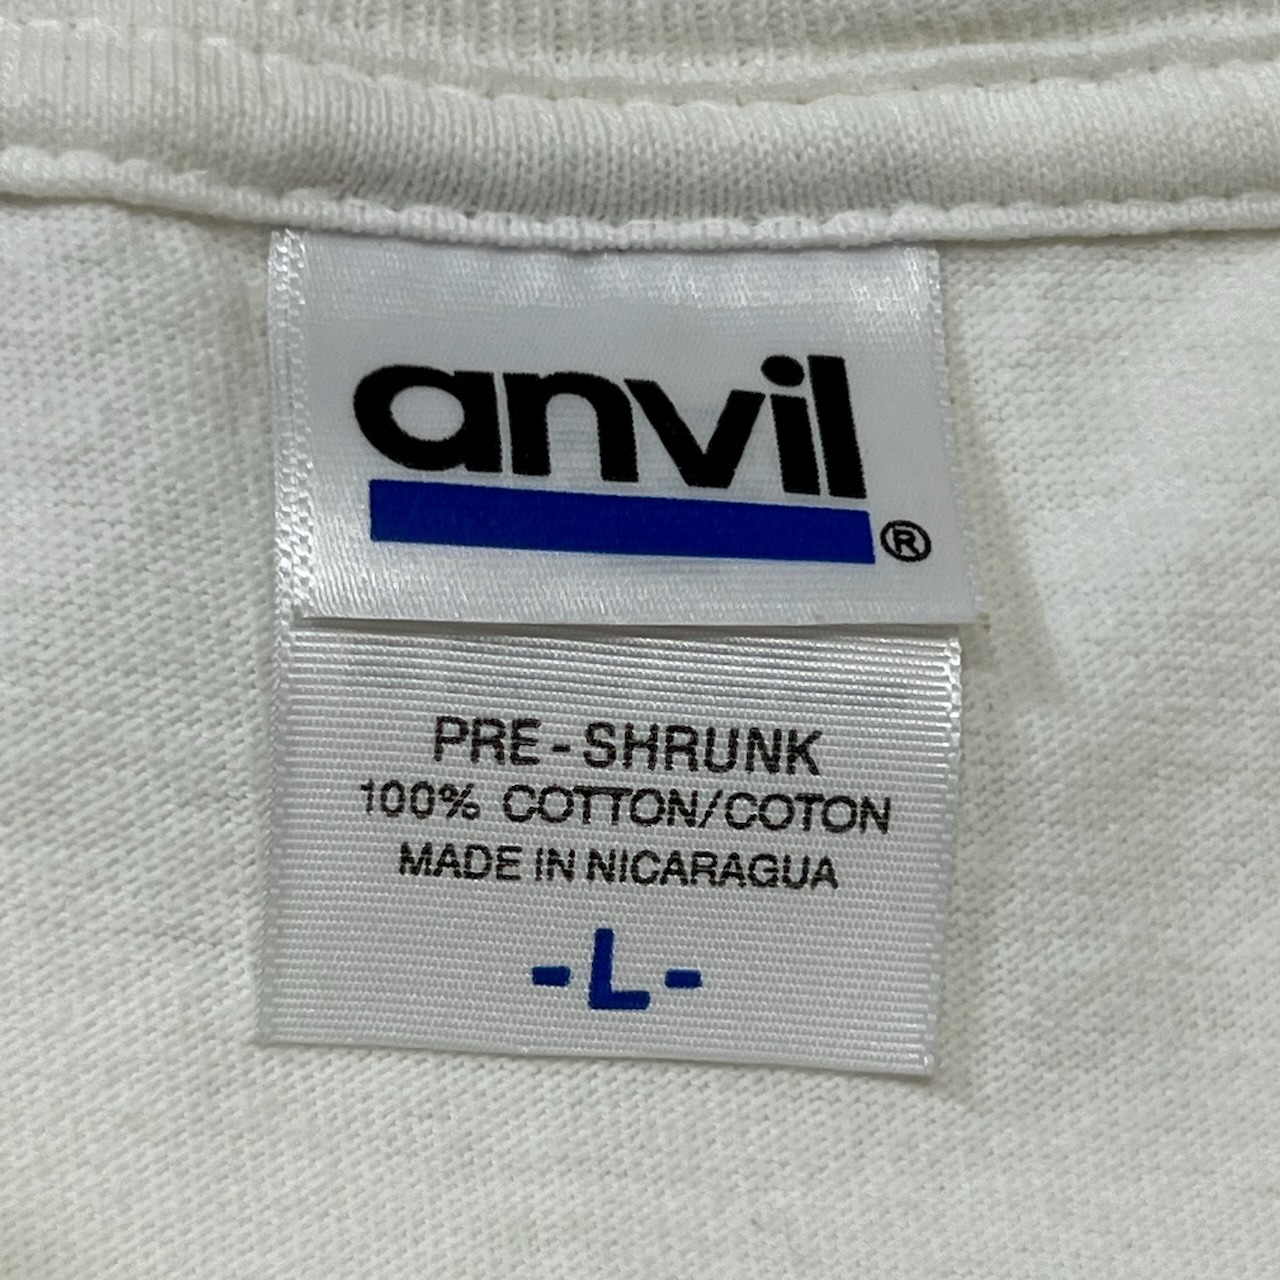 anvil
®
PRE-SHRUNK
100% COTTON/COTON
MADE IN NICARAGUA
-L-